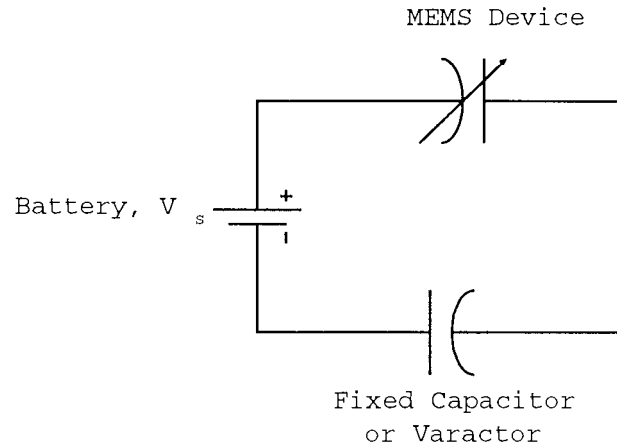 MEMS Device
+
Battery, V s
-
Fixed Capacitor
or Varactor